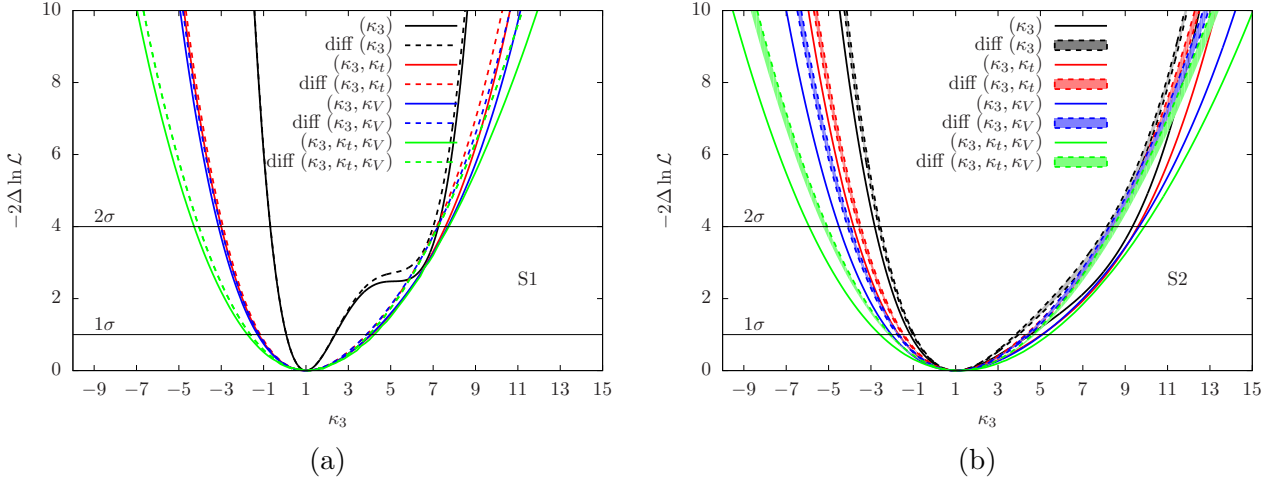 10
8
6
4
2
0
−2Δ ln ℒ
(κ3)
diff (κ3)
(κ3, κt)
diff (κ3, κt)
(κ3, κV)
diff (κ3, κV)
(κ3, κt, κV)
diff (κ3, κt, κV)
2σ
S1
1σ
−9 −7 −5 −3 −1 1 3 5 7 9 11 13 15
κ3
(a)
10
8
6
4
2
0
−2Δ ln ℒ
(κ3)
diff (κ3)
(κ3, κt)
diff (κ3, κt)
(κ3, κV)
diff (κ3, κV)
(κ3, κt, κV)
diff (κ3, κt, κV)
2σ
S2
1σ
−9 −7 −5 −3 −1 1 3 5 7 9 11 13 15
κ3
(b)